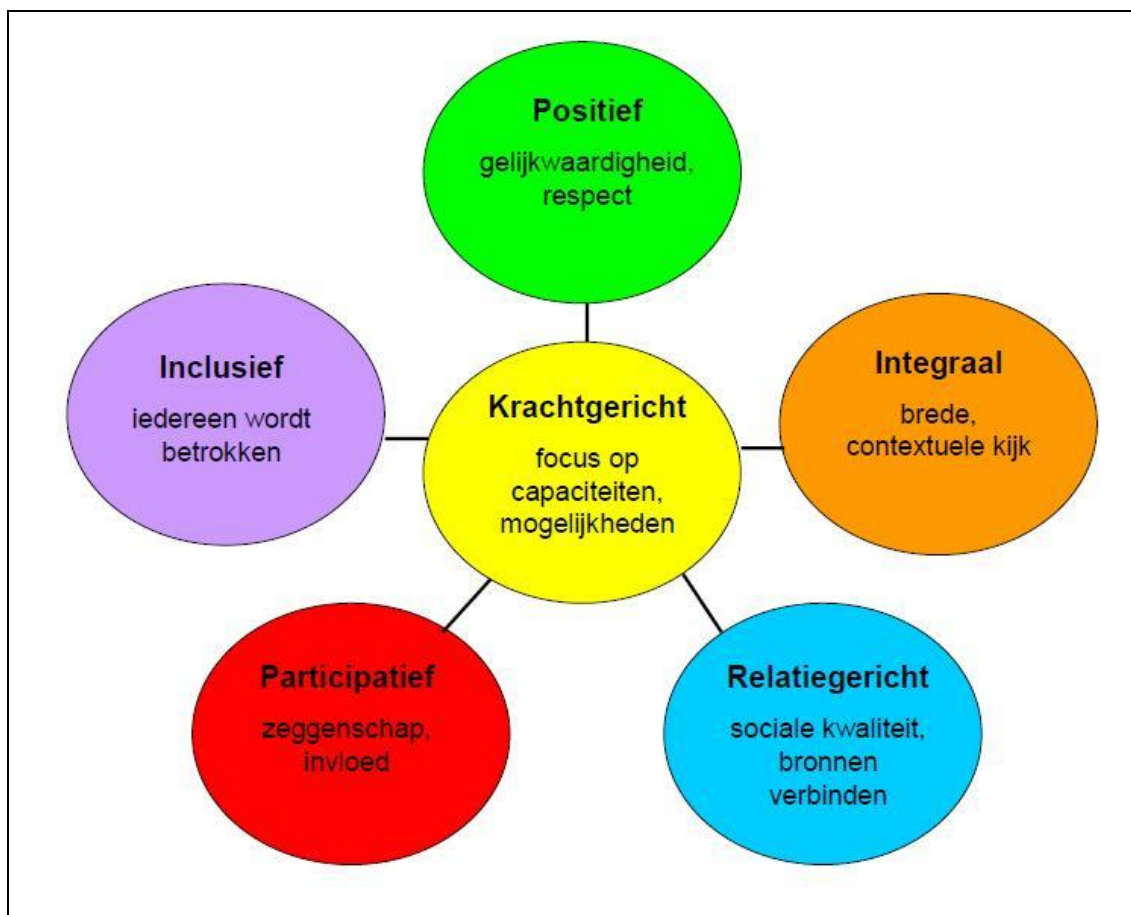 Positief
gelijkwaardigheid,
respect
Inclusief
iedereen wordt
betrokken
Krachtgericht
focus op
capaciteiten,
mogelijkheden
Integraal
brede,
contextuele kijk
Participatief
zeggenschap,
invloed
Relatiegericht
sociale kwaliteit,
bronnen
verbinden